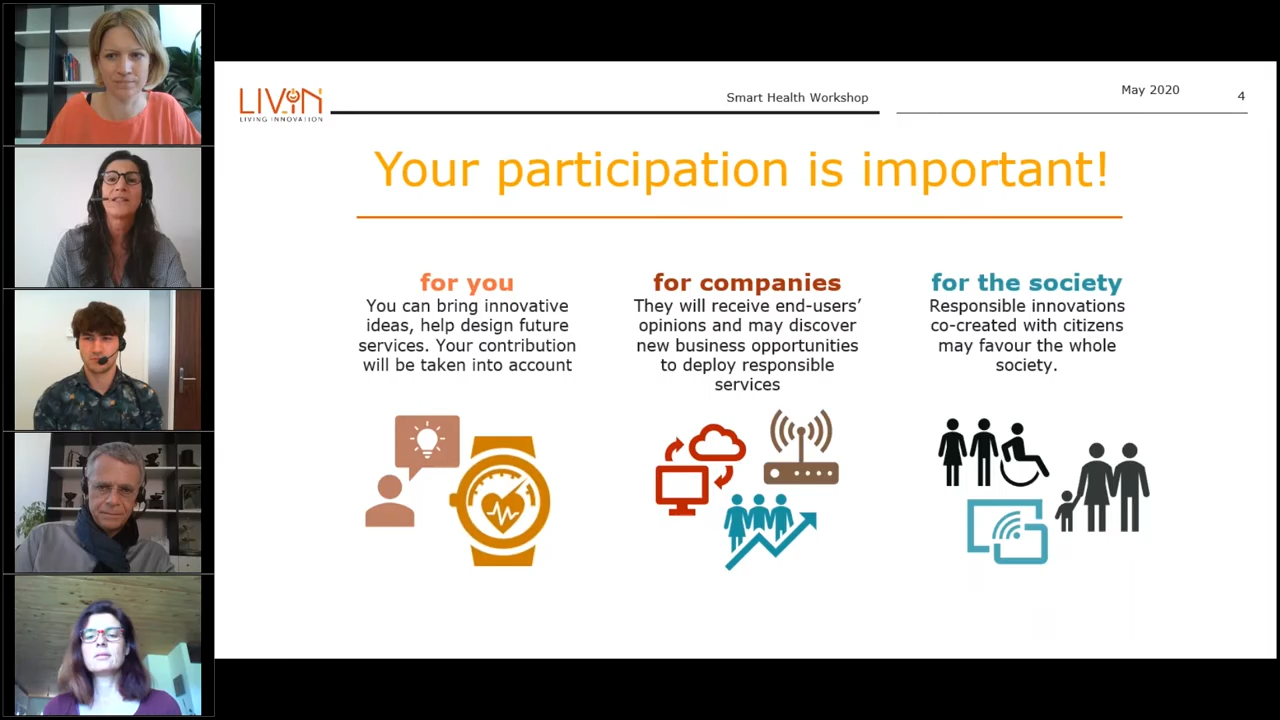 LIVIN
LIVING INNOVATION
Smart Health Workshop
May 2020
4
Your participation is important!
for you
You can bring innovative
ideas, help design future
services. Your contribution
will be taken into account
for companies
They will receive end-users’
opinions and may discover
new business opportunities
to deploy responsible
services
for the society
Responsible innovations
co-created with citizens
may favour the whole
society.